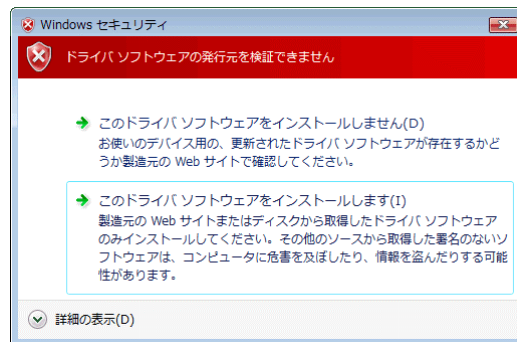 Windows セキュリティ
ドライバ ソフトウェアの発行元を検証できません
このドライバ ソフトウェアをインストールしません(D)
お使いのデバイス用の、更新されたドライバ ソフトウェアが存在するかど
うか製造元の Web サイトで確認してください。
このドライバ ソフトウェアをインストールします(I)
製造元の Web サイトまたはディスクから取得したドライバ ソフトウェア
のみインストールしてください。その他のソースから取得した署名のないソ
フトウェアは、コンピュータに危害を及ぼしたり、情報を盗んだりする可能
性があります。
詳細の表示(D)